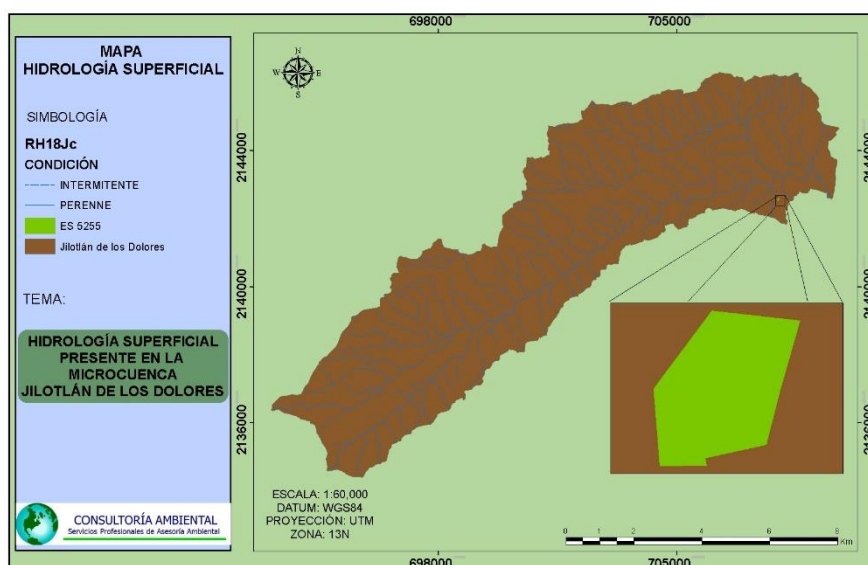 MAPA
HIDROLOGÍA SUPERFICIAL
SIMBOLOGÍA
RH18Jc
CONDICIÓN
INTERMITENTE
PERENNE
ES 5255
Jilotlán de los Dolores
TEMA:
HIDROLOGÍA SUPERFICIAL
PRESENTE EN LA
MICROCUENCA
JILOTLÁN DE LOS DOLORES
CONSULTORÍA AMBIENTAL
Servicios Profesionales de Asesoría Ambiental
698000
705000
N
W E
S
2144000
2144000
2140000
2140000
2136000
2136000
ESCALA: 1:60,000
DATUM: WGS84
PROYECCIÓN: UTM
ZONA: 13N
0 1 2 4 6 8
Km
698000
705000